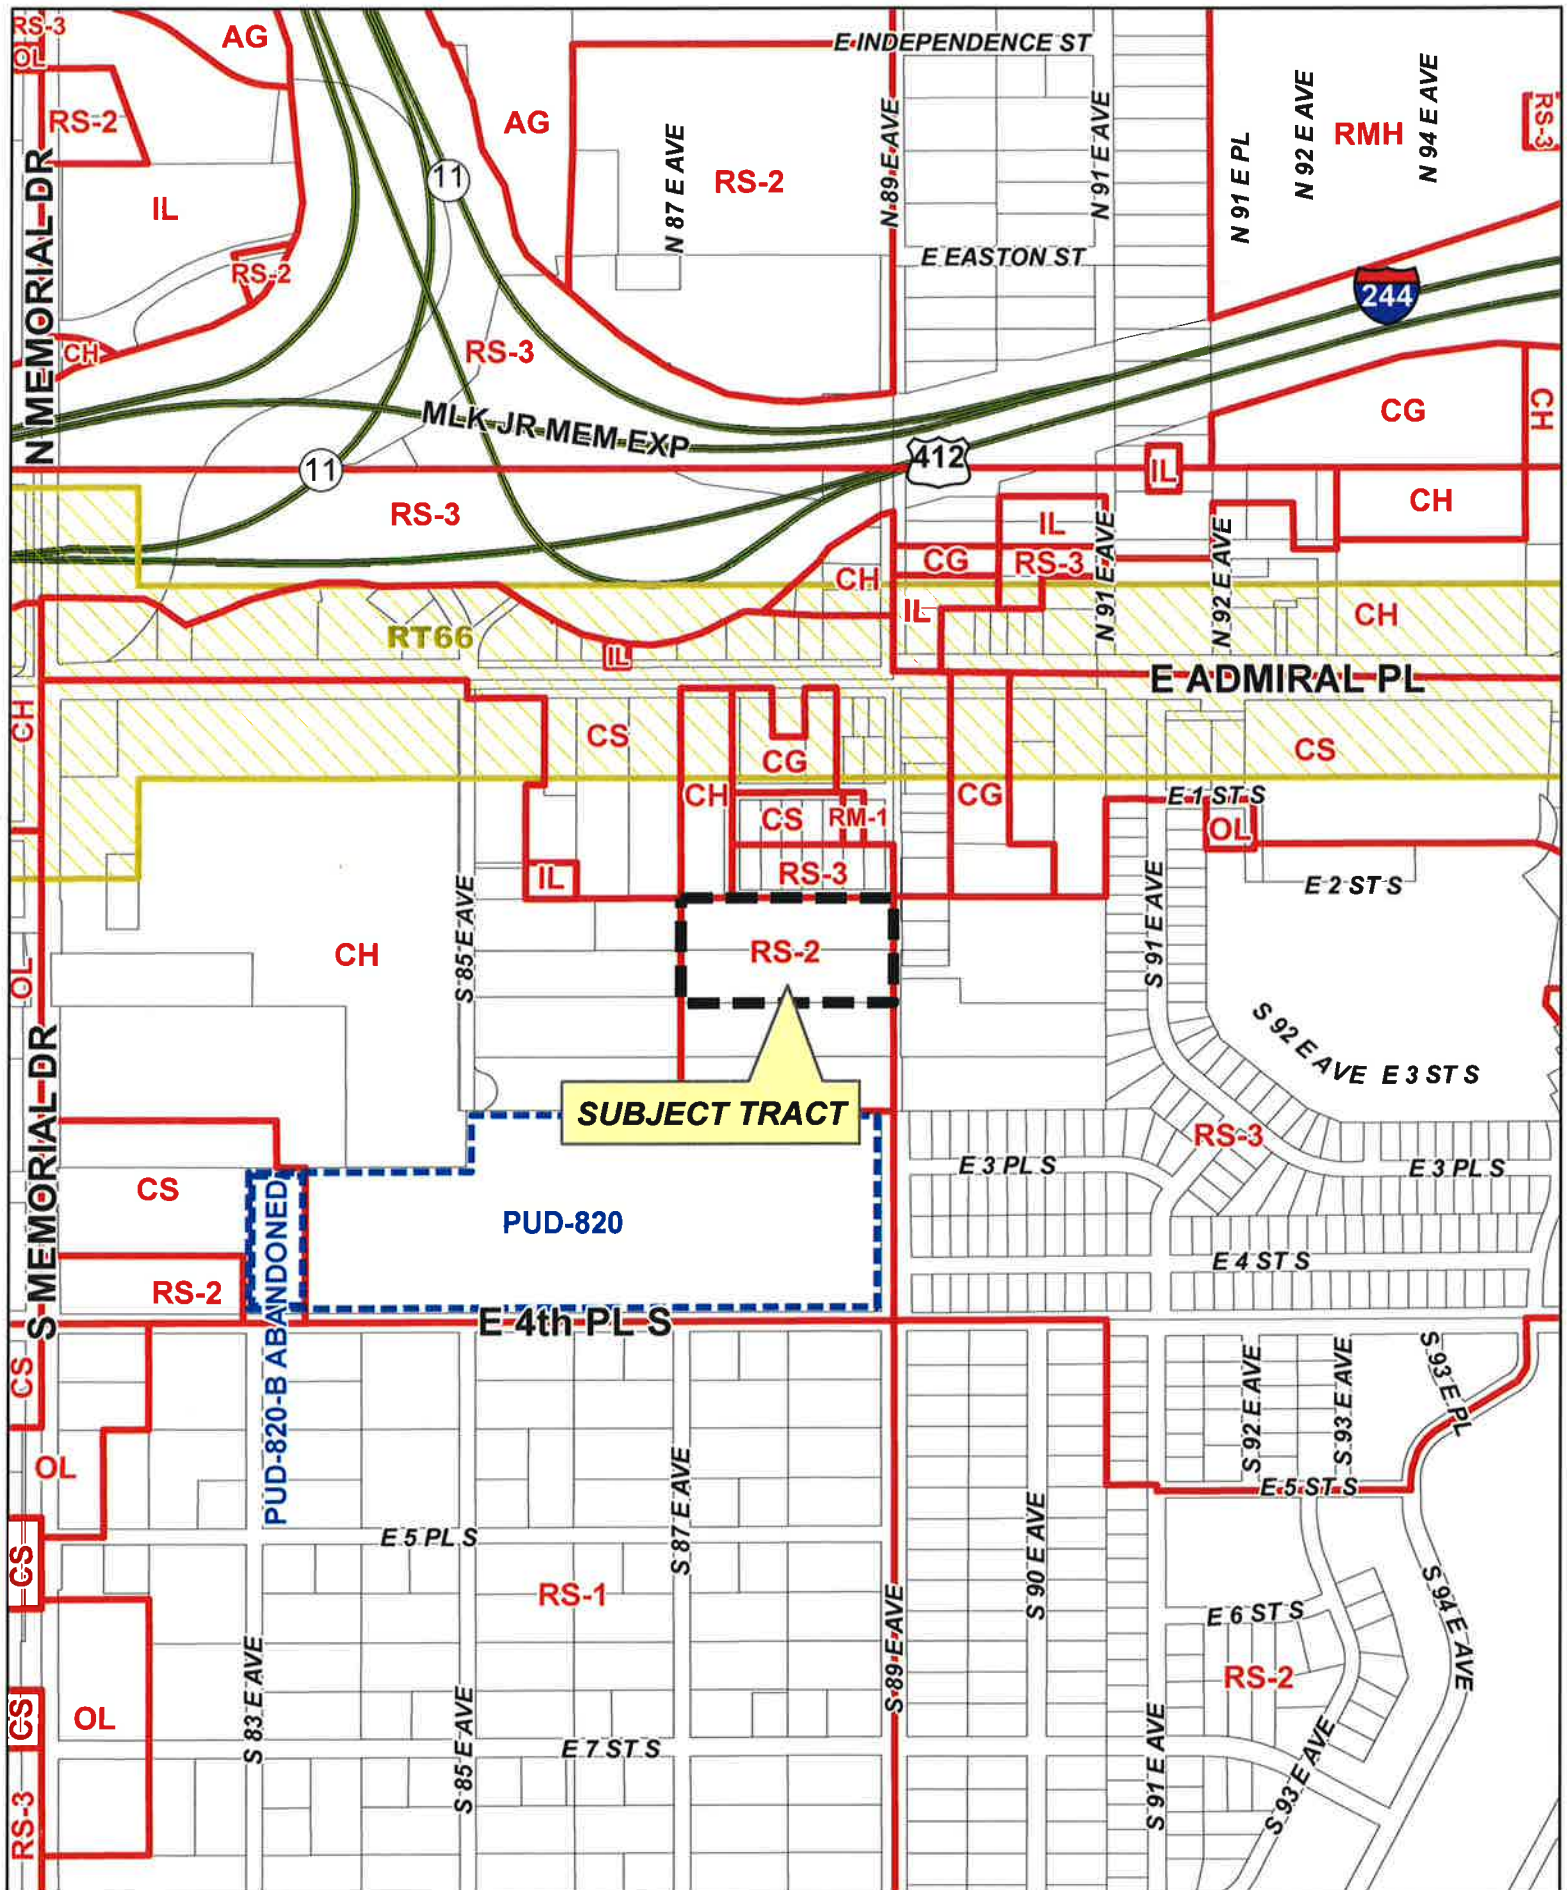 RS-3
AG
E INDEPENDENCE ST
OL
RS-2
AG
N 87 E AVE
RS-2
N 89 E AVE
N 91 E AVE
N 91 E PL
N 92 E AVE
RMH
N 94 E AVE
RS-3
N MEMORIAL DR
IL
11
RS-2
E EASTON ST
244
CH
RS-3
MLK JR MEM EXP
CG
CH
11
412
IL
RS-3
IL
CH
CG
RS-3
CH
N 91 E AVE
N 92 E AVE
IL
CH
RT66
IL
E ADMIRAL PL
CH
CS
CG
CS
CH
CG
E 1 ST S
CS
RM-1
OL
IL
RS-3
E 2 ST S
S 85 E AVE
S 91 E AVE
CH
RS-2
OL
S 92 E AVE
E 3 ST S
S MEMORIAL DR
SUBJECT TRACT
RS-3
E 3 PL S
E 3 PL S
CS
PUD-820
E 4 ST S
RS-2
PUD-820-B ABANDONED
E 4th PL S
CS
S 92 E AVE
S 93 E AVE
S 93 E PL
OL
E 5 ST S
S 87 E AVE
S 90 E AVE
E 5 PL S
CS
RS-1
S 89 E AVE
E 6 ST S
S 94 E AVE
RS-2
S 83 E AVE
S 85 E AVE
CS
OL
E 7 ST S
S 91 E AVE
S 93 E AVE
RS-3